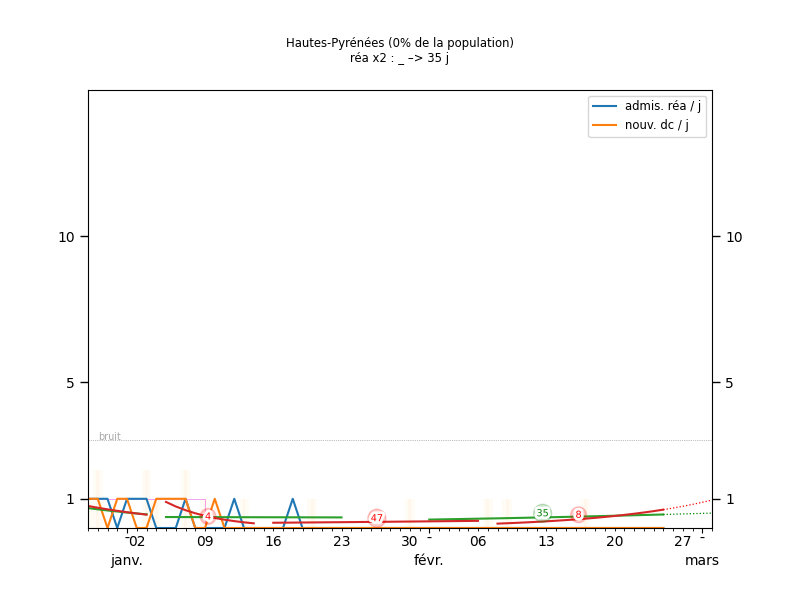 Hautes-Pyrénées (0% de la population)
réa x2 : _ –> 35 j
admis. réa / j
nouv. dc / j
10 10
5 5
bruit
1 1
4 47 35 8
02 09 16 23 30 06 13 20 27
janv. févr. mars